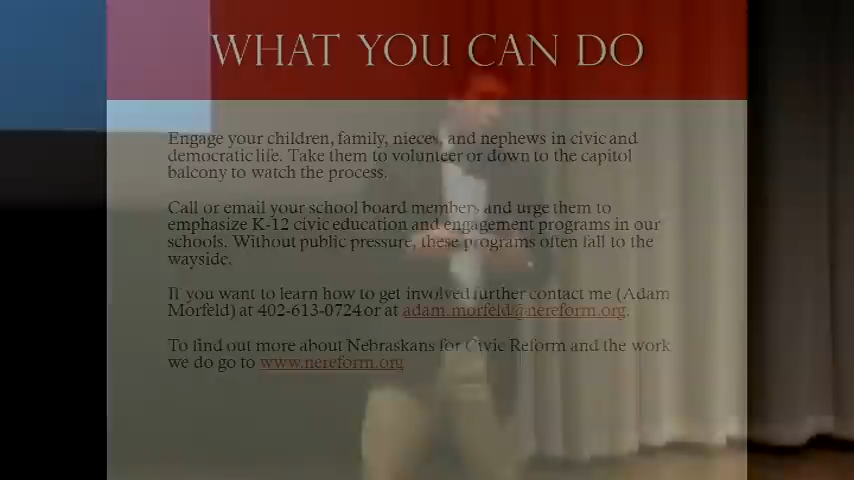 WHAT YOU CAN DO
Engage your children, family, nieces, and nephews in civic and
democratic life. Take them to volunteer or down to the capitol
balcony to watch the process.
Call or email your school board members and urge them to
emphasize K-12 civic education and engagement programs in our
schools. Without public pressure, these programs often fall to the
wayside.
If you want to learn how to get involved further contact me (Adam
Morfeld) at 402-613-0724 or at adam.morfeld@nereform.org.
To find out more about Nebraskans for Civic Reform and the work
we do go to www.nereform.org